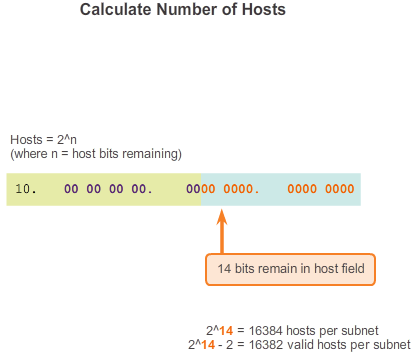 Calculate Number of Hosts
Hosts = 2^n
(where n = host bits remaining)
10. 00 00 00 00. 0000 0000. 0000 0000
14 bits remain in host field
2^14 = 16384 hosts per subnet
2^14 - 2 = 16382 valid hosts per subnet